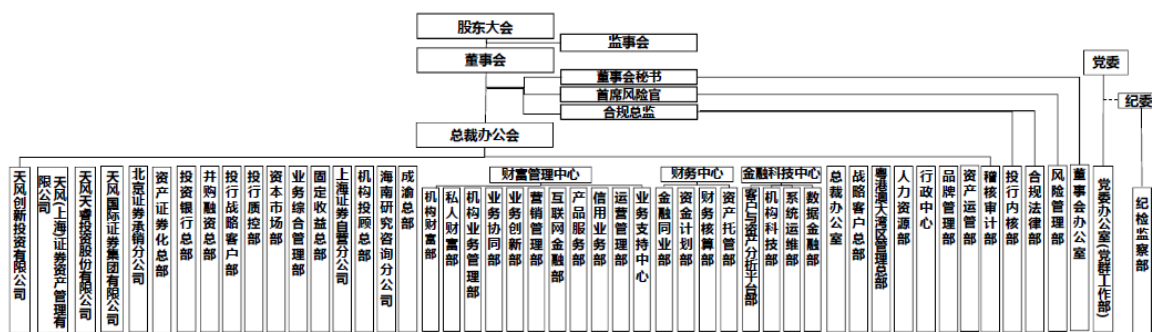 股东大会
监事会
董事会
党委
董事会秘书
首席风险官
纪委
合规总监
总裁办公会
天风创新投资有限公司
天风(上海)证券资产管理有限公司
天风天睿投资股份有限公司
天风国际证券集团有限公司
北京证券承销分公司
资产证券化总部
投资银行总部
并购融资总部
投行战略客户部
投行质控部
资本市场部
业务综合管理部
固定收益总部
上海证券自营分公司
机构投顾总部
海南研究咨询分公司
成渝总部
财富管理中心
机构财富部
私人财富部
机构业务管理部
业务协同部
业务创新部
营销管理部
互联网金融部
产品服务部
信用业务部
运营管理部
业务支持中心
财务中心
金融同业部
资金计划部
财务核算部
资产托管部
金融科技中心
客户与资产分析平台部
机构科技部
系统运维部
数据金融部
总裁办公室
战略客户总部
粤港澳大湾区管理总部
人力资源部
行政中心
品牌管理部
资产运管部
稽核审计部
投行内核部
合规法律部
风险管理部
董事会办公室
党委办公室(党群工作部)
纪检监察部